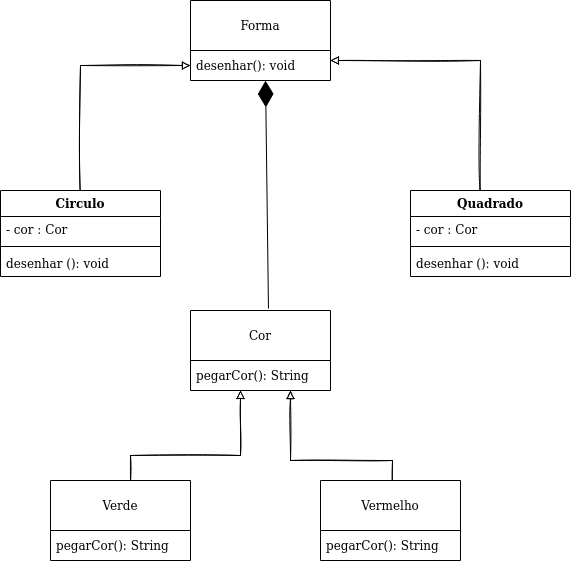 Forma
desenhar(): void
Circulo
- cor : Cor
desenhar (): void
Quadrado
- cor : Cor
desenhar (): void
Cor
pegarCor(): String
Verde
pegarCor(): String
Vermelho
pegarCor(): String